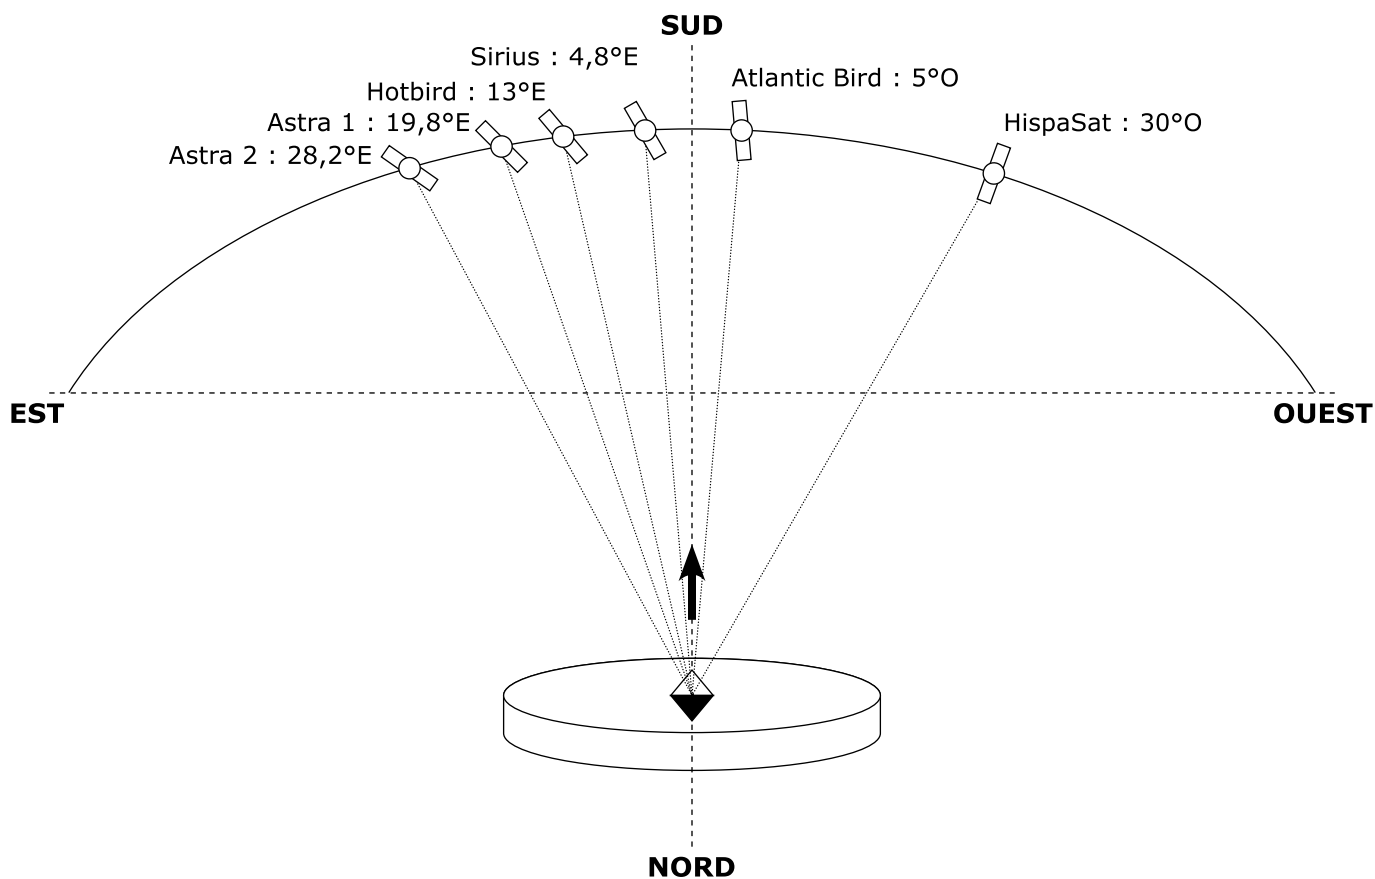 SUD
Sirius : 4,8°E
Atlantic Bird : 5°O
Hotbird : 13°E
Astra 1 : 19,8°E
HispaSat : 30°O
Astra 2 : 28,2°E
EST
OUEST
NORD